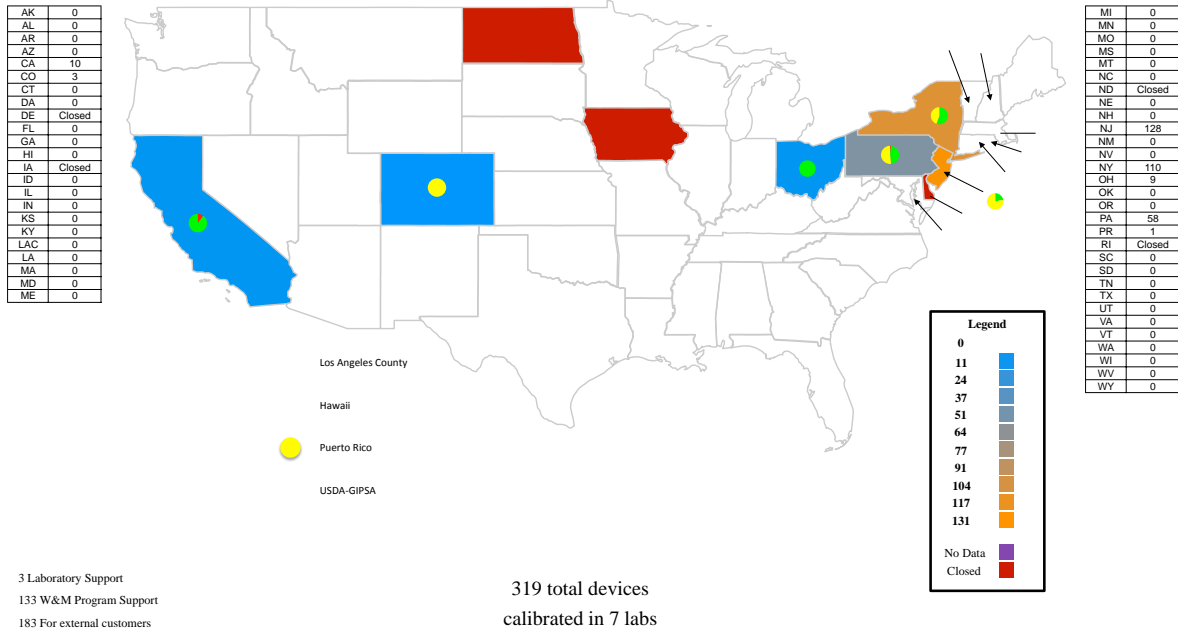 AK 0
AL 0
AR 0
AZ 0
CA 10
CO 3
CT 0
DA 0
DE Closed
FL 0
GA 0
HI 0
IA Closed
ID 0
IL 0
IN 0
KS 0
KY 0
LAC 0
LA 0
MA 0
MD 0
ME 0
MI 0
MN 0
MO 0
MS 0
MT 0
NC 0
ND Closed
NE 0
NH 0
NJ 128
NM 0
NV 0
NY 110
OH 9
OK 0
OR 0
PA 58
PR 1
RI Closed
SC 0
SD 0
TN 0
TX 0
UT 0
VA 0
VT 0
WA 0
WI 0
WV 0
WY 0
Los Angeles County
Hawaii
Puerto Rico
USDA-GIPSA
Legend
0
11
24
37
51
64
77
91
104
117
131
No Data
Closed
3 Laboratory Support
133 W&M Program Support
183 For external customers
319 total devices
calibrated in 7 labs